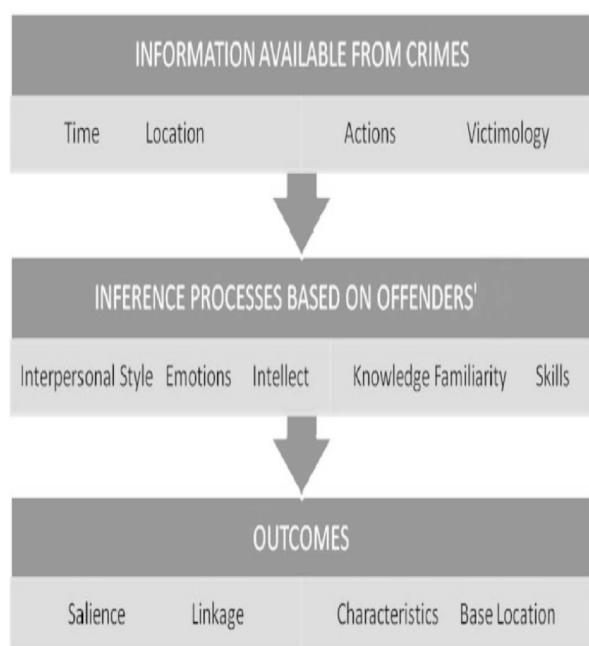 INFORMATION AVAILABLE FROM CRIMES
Time Location Actions Victimology
INFERENCE PROCESSES BASED ON OFFENDERS'
Interpersonal Style Emotions Intellect Knowledge Familiarity Skills
OUTCOMES
Salience Linkage Characteristics Base Location